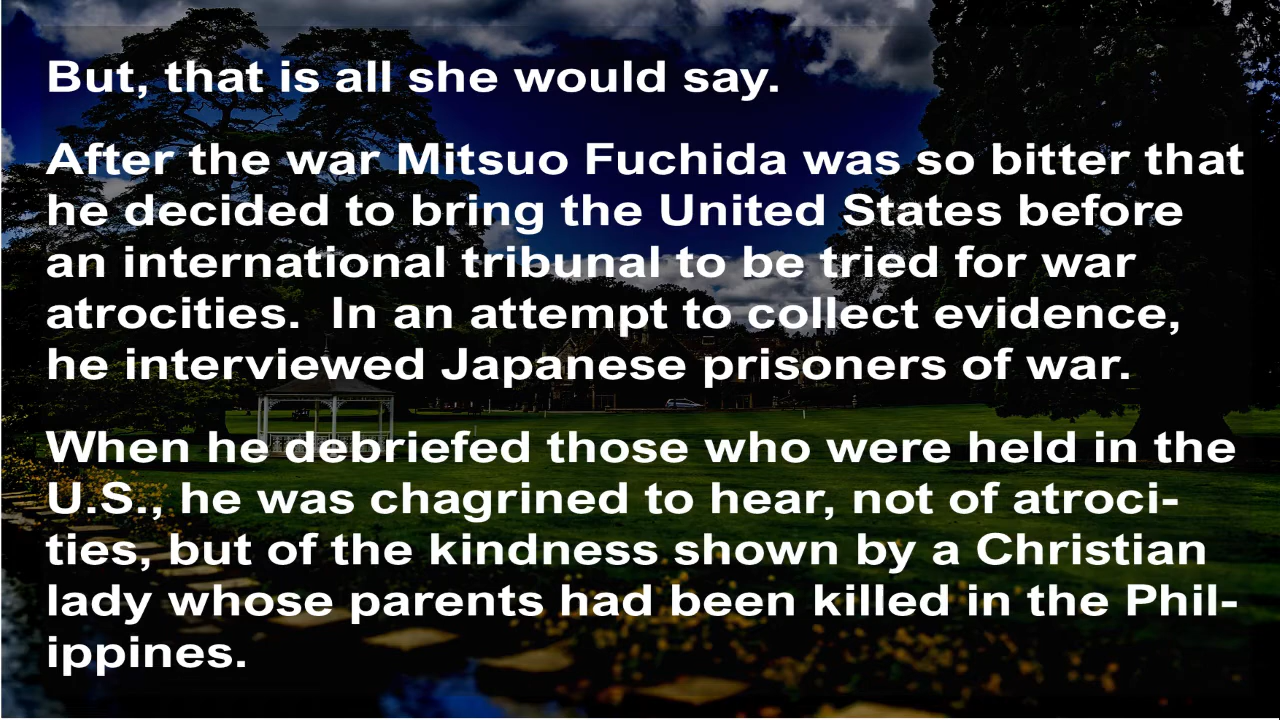 But, that is all she would say.
After the war Mitsuo Fuchida was so bitter that
he decided to bring the United States before
an international tribunal to be tried for war
atrocities.  In an attempt to collect evidence,
he interviewed Japanese prisoners of war.
When he debriefed those who were held in the
U.S., he was chagrined to hear, not of atroci-
ties, but of the kindness shown by a Christian
lady whose parents had been killed in the Phil-
ippines.